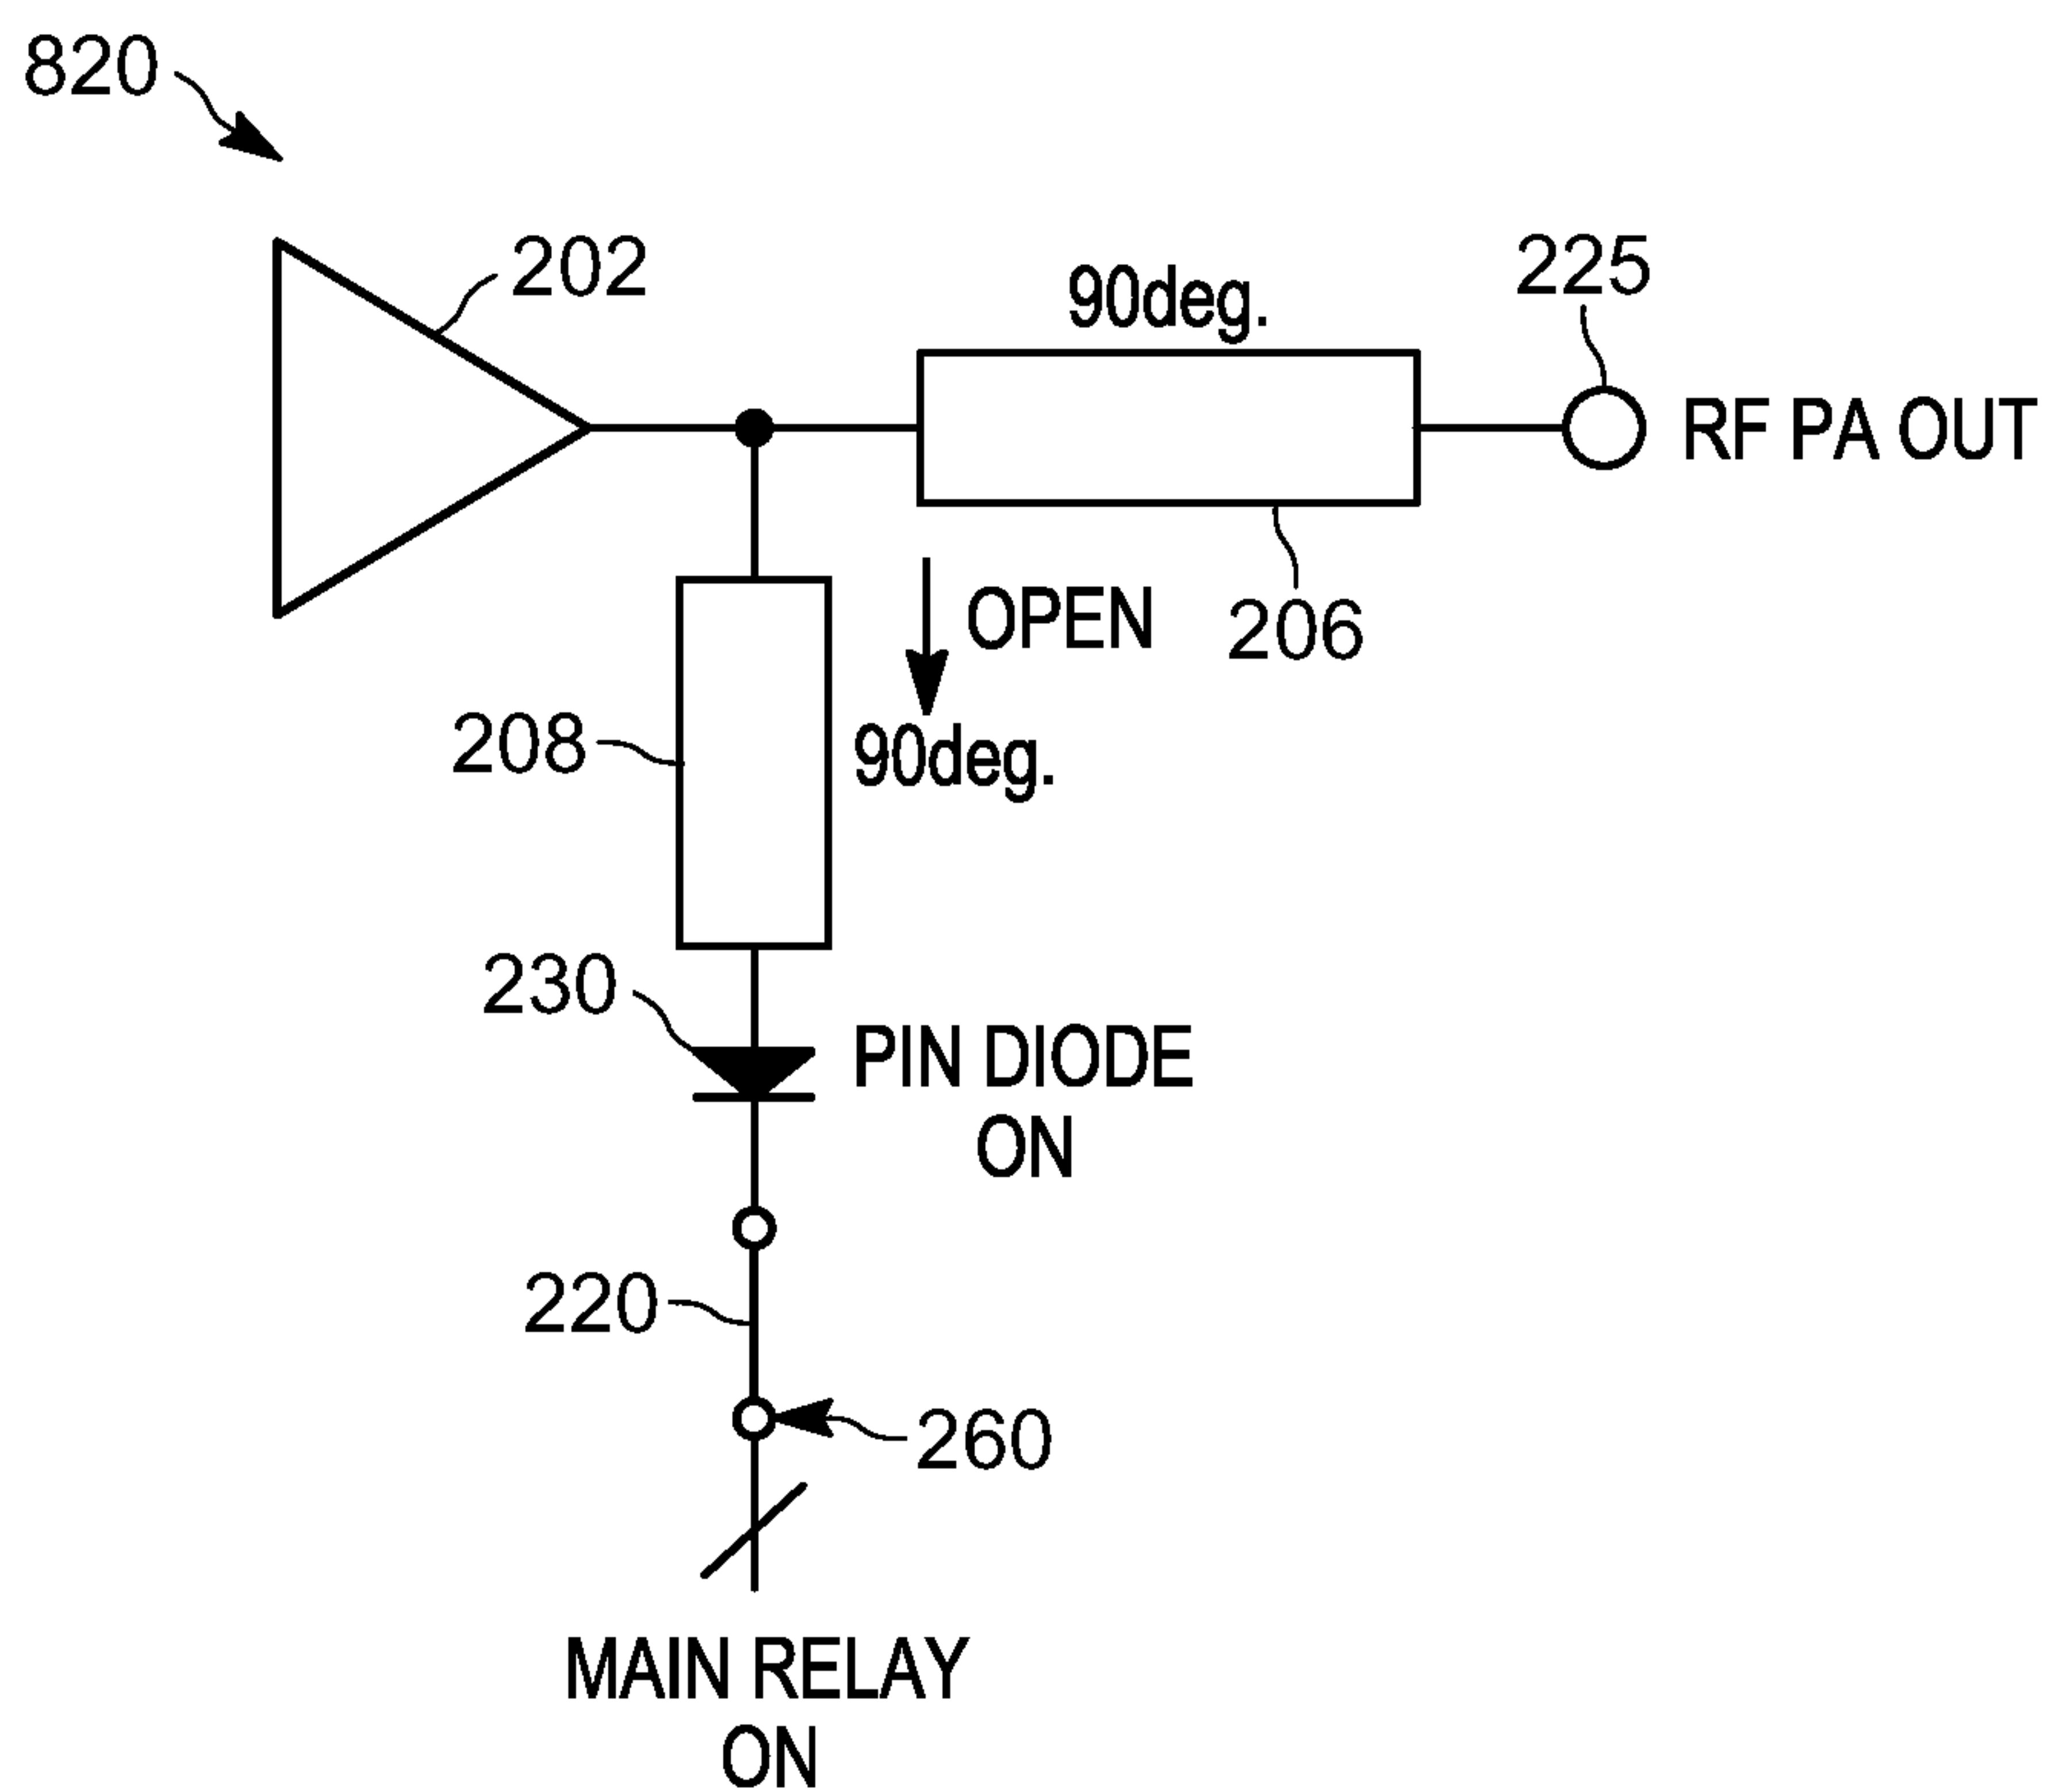 820
202
90deg.
225
RF PA OUT
OPEN
206
208
90deg.
230
PIN DIODE
ON
220
260
MAIN RELAY
ON